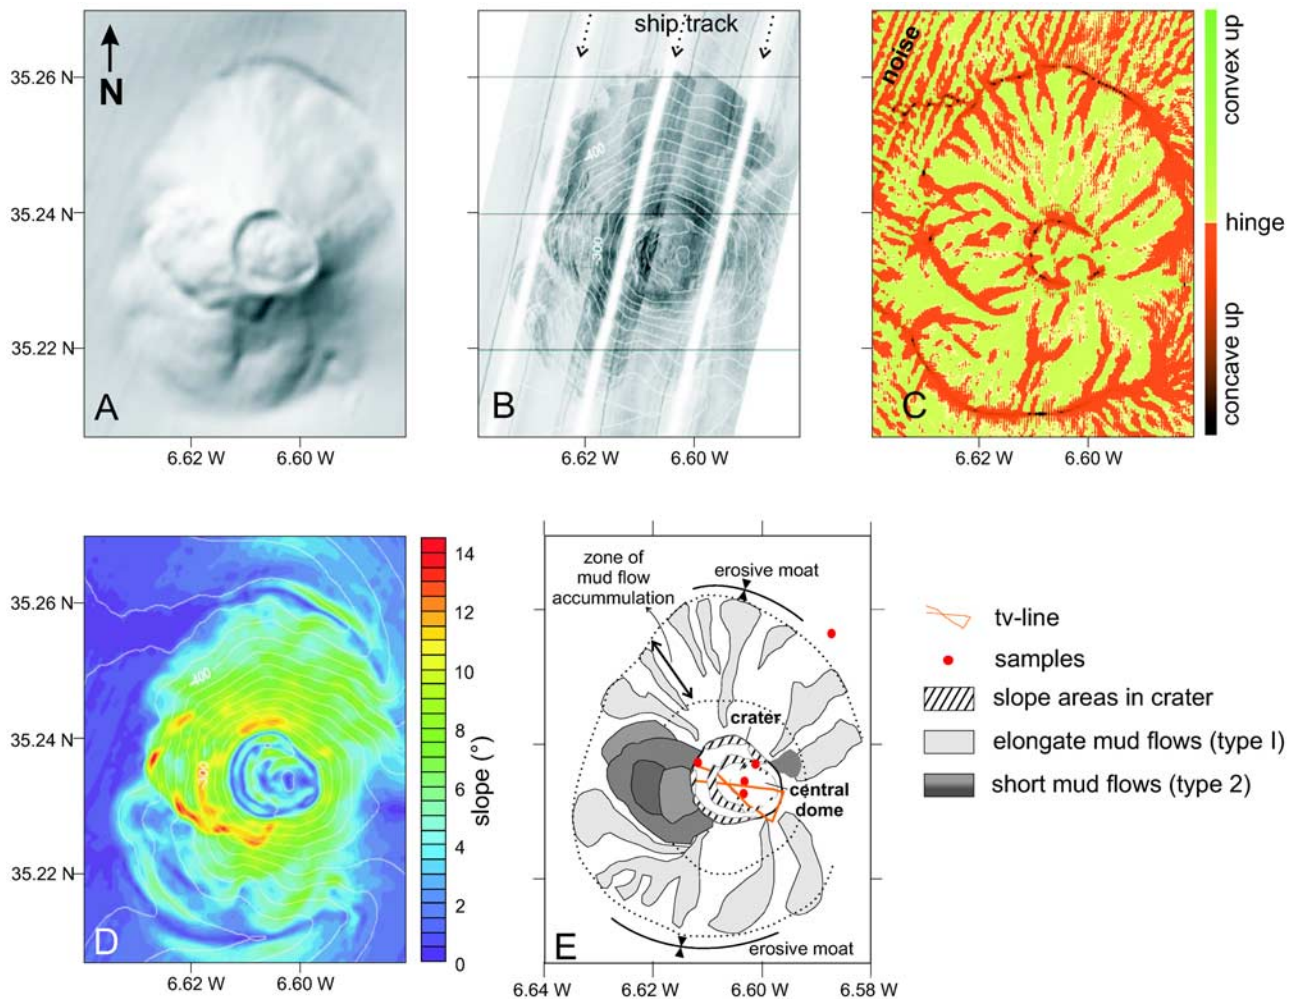 35.26 N
35.24 N
35.22 N
N
A
6.62 W
6.60 W
ship track
-400
B
6.62 W
6.60 W
noise
C
6.62 W
6.60 W
convex up
hinge
concave up
35.26 N
35.24 N
35.22 N
-400
D
6.62 W
6.60 W
14
12
10
8
6
4
2
0
slope (°)
zone of
mud flow
accummulation
erosive moat
crater
central
dome
erosive moat
E
6.64 W
6.62 W
6.60 W
6.58 W
tv-line
samples
slope areas in crater
elongate mud flows (type I)
short mud flows (type 2)